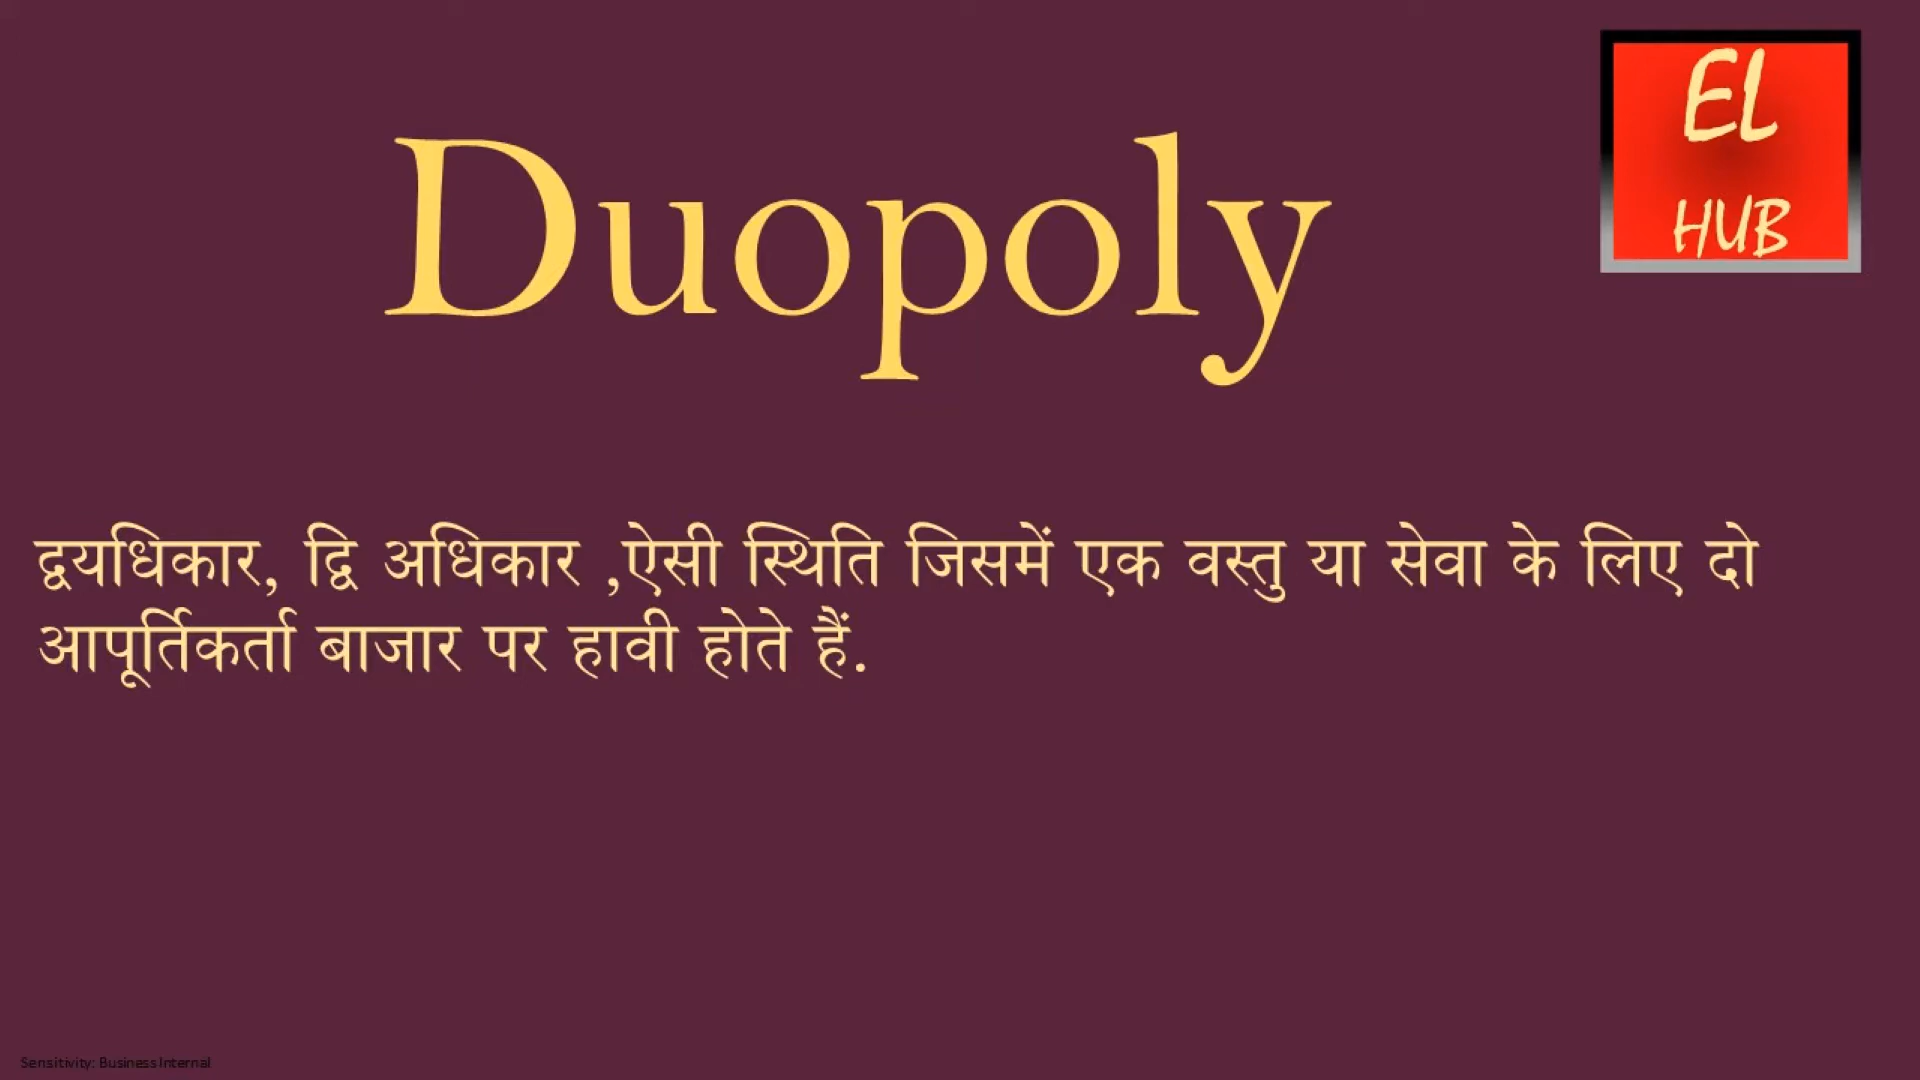 EL
HUB
Duopoly
द्वयधिकार, द्वि अधिकार ,ऐसी स्थिति जिसमें एक वस्तु या सेवा के लिए दो
आपूर्तिकर्ता बाजार पर हावी होते हैं.
Sensitivity: Business Internal